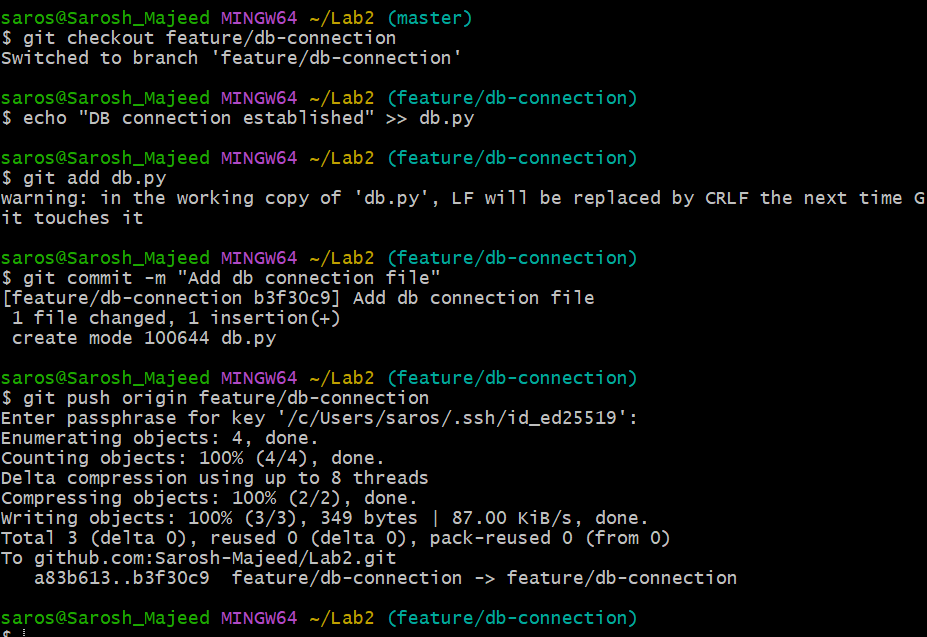 saros@Sarosh_Majeed MINGW64 ~/Lab2 (master)
$ git checkout feature/db-connection
Switched to branch 'feature/db-connection'
saros@Sarosh_Majeed MINGW64 ~/Lab2 (feature/db-connection)
$ echo "DB connection established" >> db.py
saros@Sarosh_Majeed MINGW64 ~/Lab2 (feature/db-connection)
$ git add db.py
warning: in the working copy of 'db.py', LF will be replaced by CRLF the next time G
it touches it
saros@Sarosh_Majeed MINGW64 ~/Lab2 (feature/db-connection)
$ git commit -m "Add db connection file"
[feature/db-connection b3f30c9] Add db connection file
 1 file changed, 1 insertion(+)
 create mode 100644 db.py
saros@Sarosh_Majeed MINGW64 ~/Lab2 (feature/db-connection)
$ git push origin feature/db-connection
Enter passphrase for key '/c/Users/saros/.ssh/id_ed25519':
Enumerating objects: 4, done.
Counting objects: 100% (4/4), done.
Delta compression using up to 8 threads
Compressing objects: 100% (2/2), done.
Writing objects: 100% (3/3), 349 bytes | 87.00 KiB/s, done.
Total 3 (delta 0), reused 0 (delta 0), pack-reused 0 (from 0)
To github.com:Sarosh-Majeed/Lab2.git
   a83b613..b3f30c9  feature/db-connection -> feature/db-connection
saros@Sarosh_Majeed MINGW64 ~/Lab2 (feature/db-connection)
$